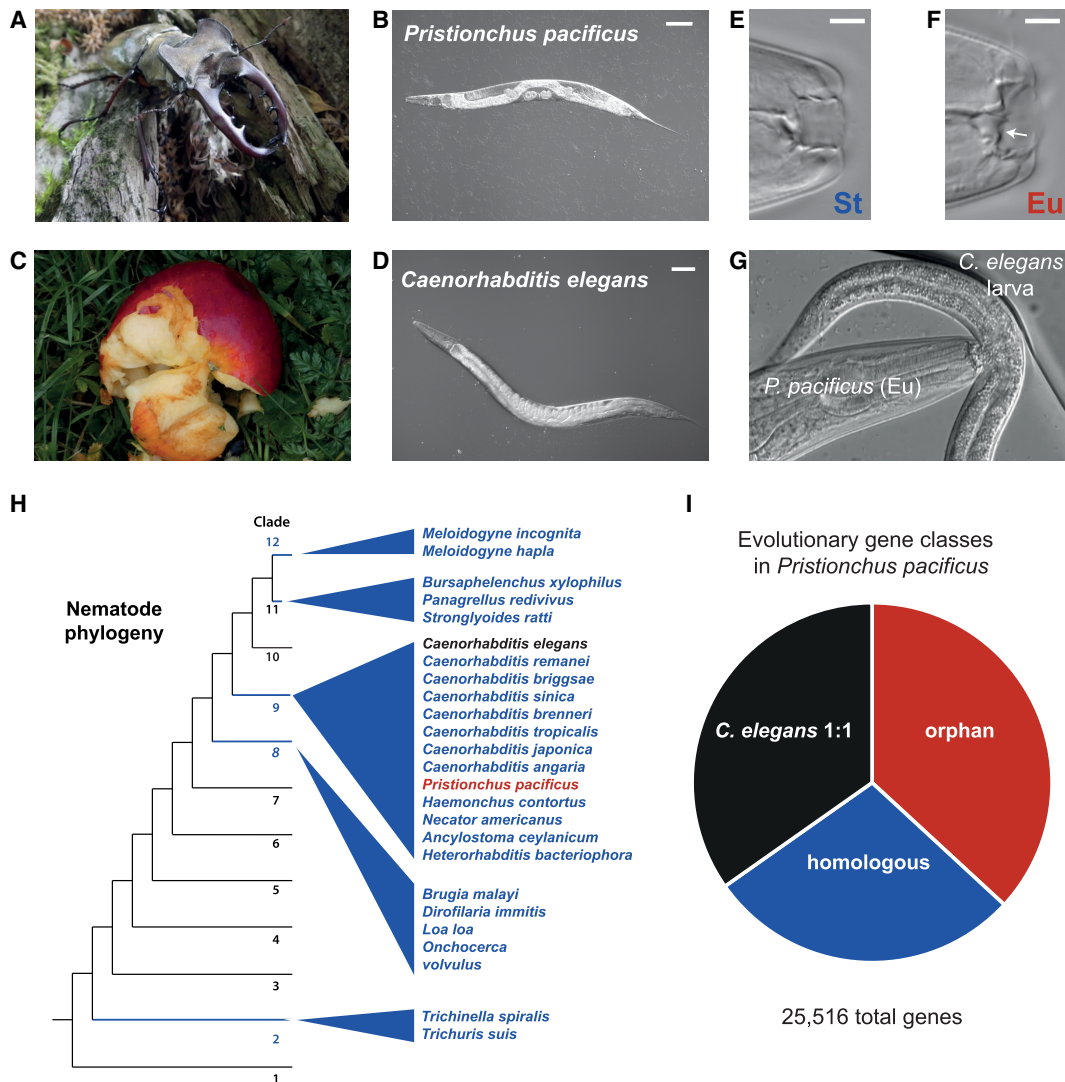 A
B
Pristionchus pacificus
E
St
F
Eu
C
D
Caenorhabditis elegans
G
C. elegans
larva
P. pacificus (Eu)
H
Nematode
phylogeny
Clade
12
11
10
9
8
7
6
5
4
3
2
1
Meloidogyne incognita
Meloidogyne hapla
Bursaphelenchus xylophilus
Panagrellus redivivus
Stronglyoides ratti
Caenorhabditis elegans
Caenorhabditis remanei
Caenorhabditis briggsae
Caenorhabditis sinica
Caenorhabditis brenneri
Caenorhabditis tropicalis
Caenorhabditis japonica
Caenorhabditis angaria
Pristionchus pacificus
Haemonchus contortus
Necator americanus
Ancylostoma ceylanicum
Heterorhabditis bacteriophora
Brugia malayi
Dirofilaria immitis
Loa loa
Onchocerca
volvulus
Trichinella spiralis
Trichuris suis
I
Evolutionary gene classes
in Pristionchus pacificus
C. elegans 1:1
orphan
homologous
25,516 total genes